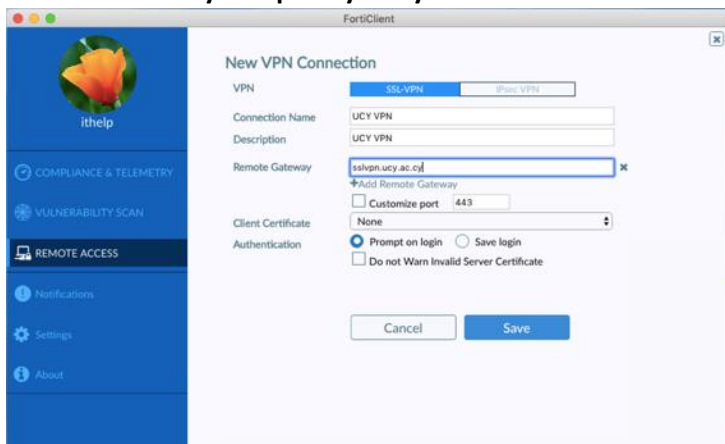 FortiClient
ithelp
COMPLIANCE & TELEMETRY
VULNERABILITY SCAN
REMOTE ACCESS
Notifications
Settings
About
New VPN Connection
VPN SSL-VPN IPsec VPN
Connection Name UCY VPN
Description UCY VPN
Remote Gateway sslvpn.ucy.ac.cy
+Add Remote Gateway
Customize port 443
Client Certificate None
Authentication Prompt on login Save login
Do not Warn Invalid Server Certificate
Cancel Save